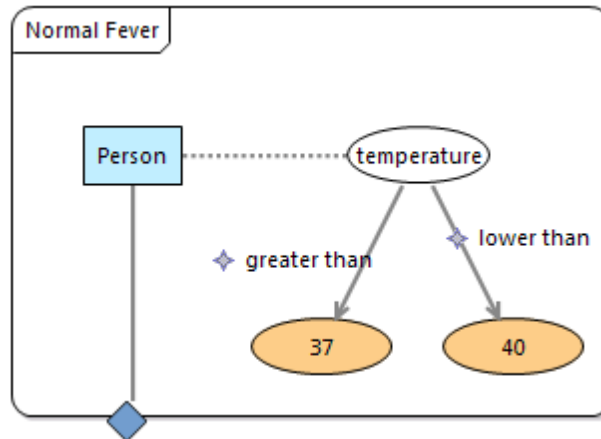 Normal Fever
Person
temperature
greater than
lower than
37
40